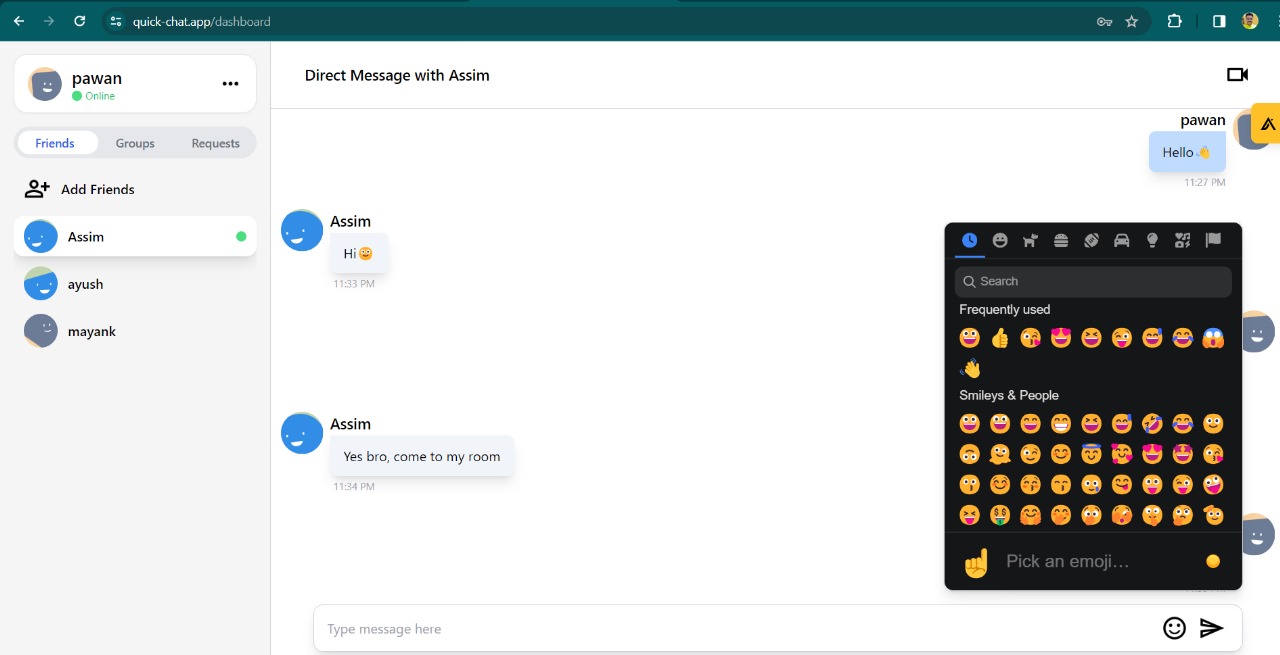 quick-chat.app/dashboard
pawan
Online
Friends Groups Requests
Add Friends
Assim
ayush
mayank
Direct Message with Assim
pawan
Hello👋
11:27 PM
Assim
Hi😀
11:33 PM
Assim
Yes bro, come to my room
11:34 PM
Search
Frequently used
Smileys & People
Pick an emoji…
Type message here